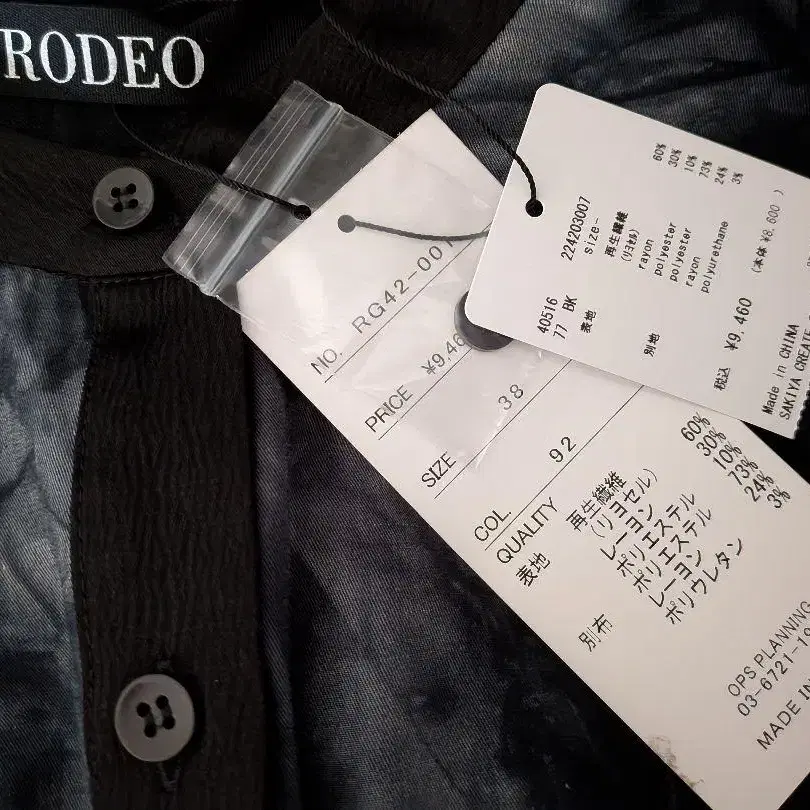 RODEO
NO. RG42-001
PRICE ¥9,46
SIZE 38
COL. 92
QUALITY
表地 再生繊維 60%
(リヨセル)
レーヨン 30%
ポリエステル 10%
別布 ポリエステル 73%
レーヨン 24%
ポリウレタン 3%
OPS PLANNING
03-6721-19
MADE IN
224203007
Size-
40516
77 BK
表地 再生繊維 60%
(リヨセル)
rayon 30%
polyester 10%
別地 polyester 73%
rayon 24%
polyurethane 3%
税込 ¥9,460 (本体 ¥8,600 )
Made in CHINA
SAKIYA CREATE